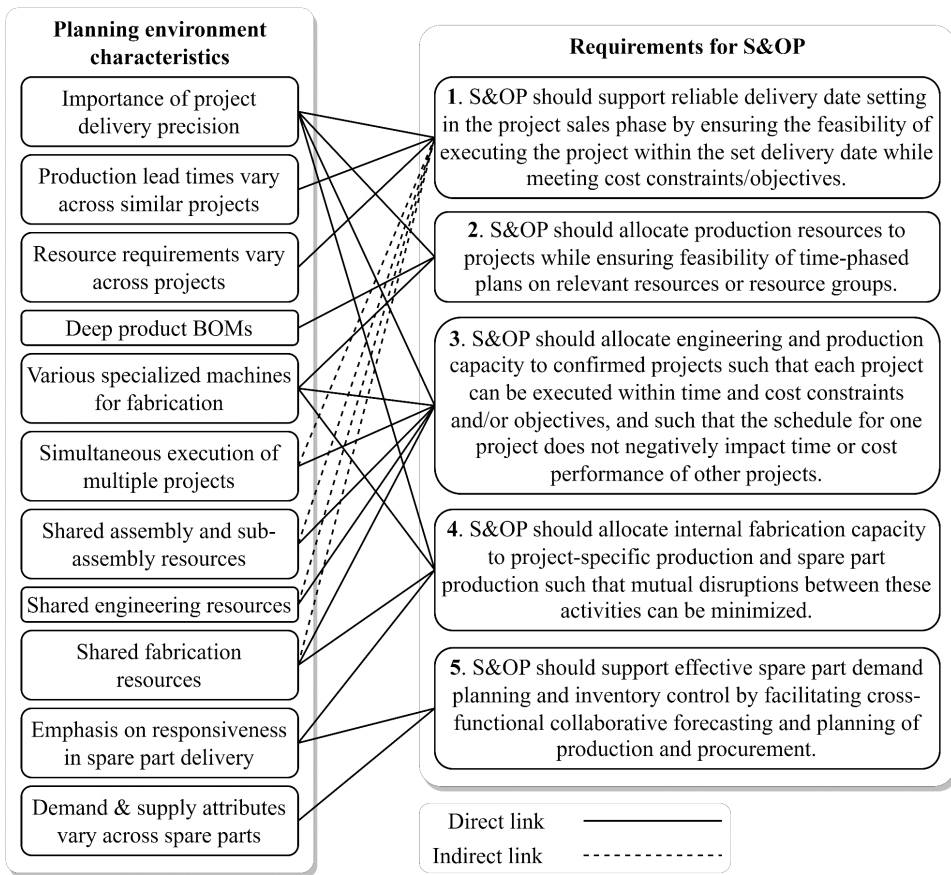 Planning environment
characteristics
Importance of project
delivery precision
Production lead times vary
across similar projects
Resource requirements vary
across projects
Deep product BOMs
Various specialized machines
for fabrication
Simultaneous execution of
multiple projects
Shared assembly and sub-
assembly resources
Shared engineering resources
Shared fabrication
resources
Emphasis on responsiveness
in spare part delivery
Demand & supply attributes
vary across spare parts
Requirements for S&OP
1. S&OP should support reliable delivery date setting
in the project sales phase by ensuring the feasibility of
executing the project within the set delivery date while
meeting cost constraints/objectives.
2. S&OP should allocate production resources to
projects while ensuring feasibility of time-phased
plans on relevant resources or resource groups.
3. S&OP should allocate engineering and production
capacity to confirmed projects such that each project
can be executed within time and cost constraints
and/or objectives, and such that the schedule for one
project does not negatively impact time or cost
performance of other projects.
4. S&OP should allocate internal fabrication capacity
to project-specific production and spare part
production such that mutual disruptions between these
activities can be minimized.
5. S&OP should support effective spare part demand
planning and inventory control by facilitating cross-
functional collaborative forecasting and planning of
production and procurement.
Direct link
Indirect link